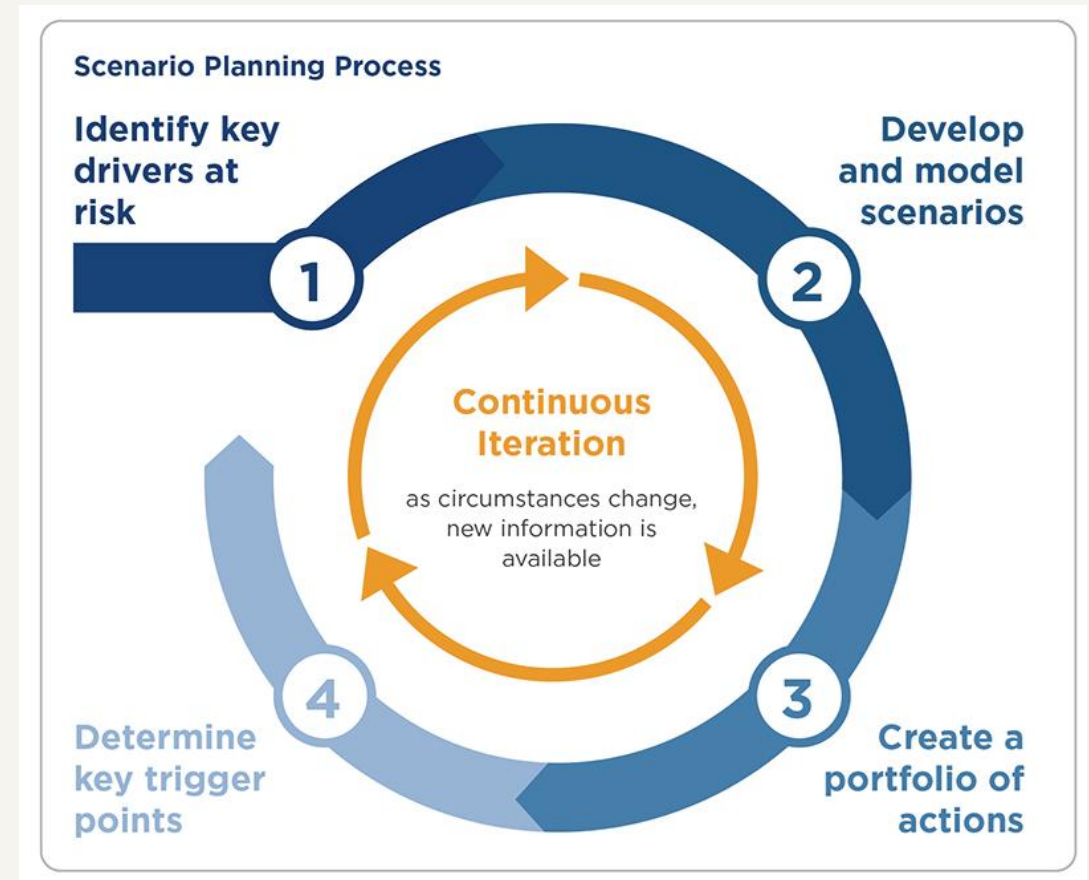 Scenario Planning Process
Identify key
drivers at
risk
1
Develop
and model
scenarios
2
Continuous
Iteration
as circumstances change,
new information is
available
3
Create a
portfolio of
actions
4
Determine
key trigger
points